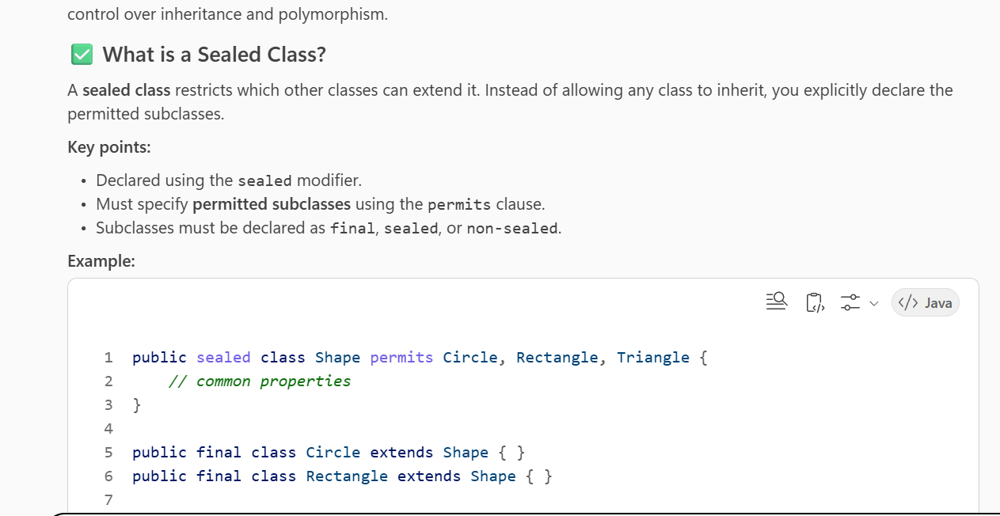 control over inheritance and polymorphism.
✅ What is a Sealed Class?
A sealed class restricts which other classes can extend it. Instead of allowing any class to inherit, you explicitly declare the
permitted subclasses.
Key points:
• Declared using the sealed modifier.
• Must specify permitted subclasses using the permits clause.
• Subclasses must be declared as final, sealed, or non-sealed.
Example:
</> Java
1 public sealed class Shape permits Circle, Rectangle, Triangle {
2     // common properties
3 }
4
5 public final class Circle extends Shape { }
6 public final class Rectangle extends Shape { }
7